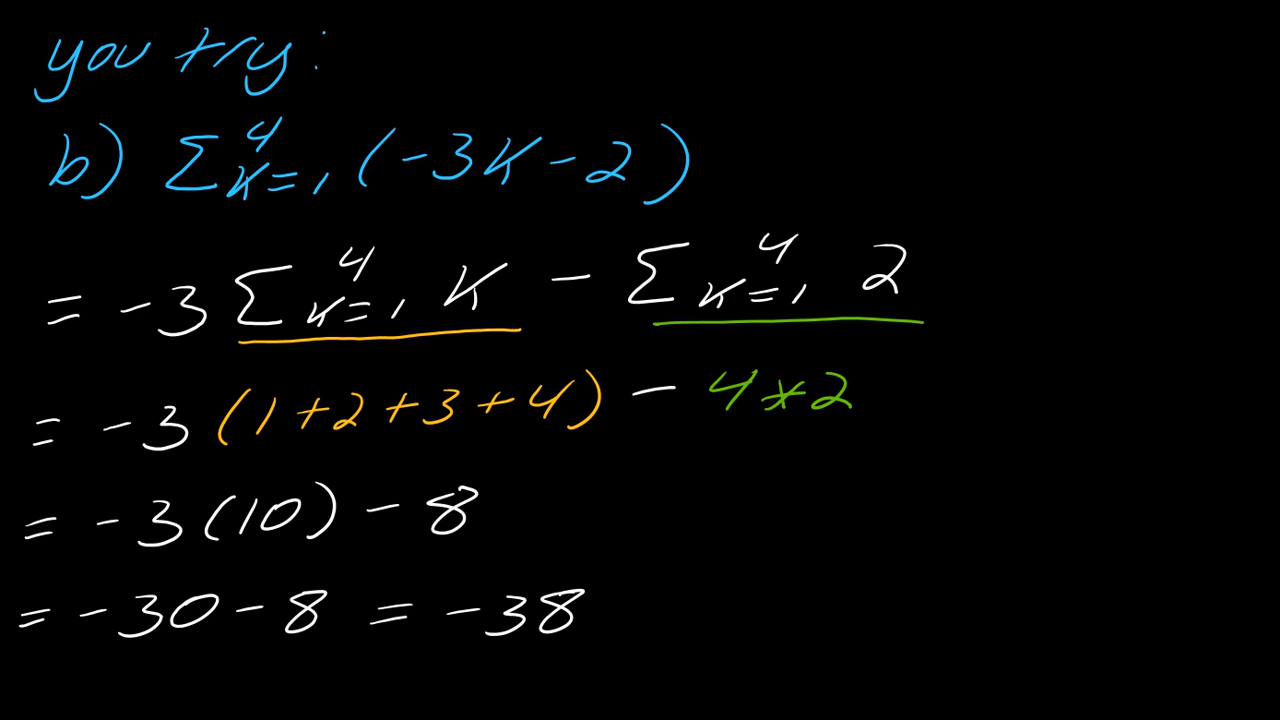 you try:
b) Σ⁴ₖ₌₁ (-3k-2)
= -3 Σ⁴ₖ₌₁ k - Σ⁴ₖ₌₁ 2
= -3 (1+2+3+4) - 4*2
= -3(10) - 8
= -30-8 = -38